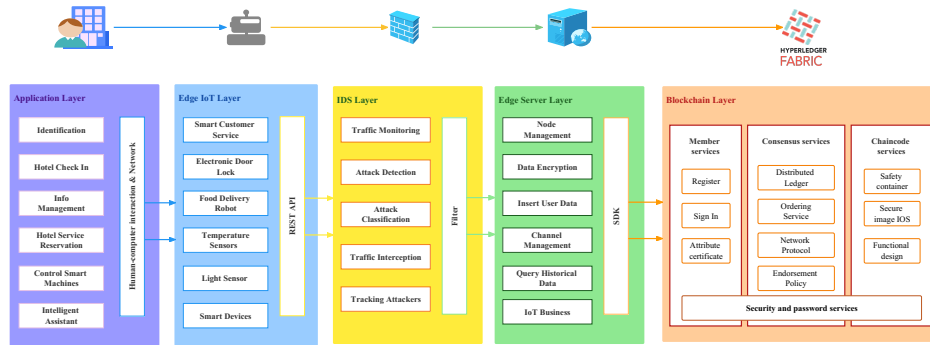 HYPERLEDGER
FABRIC
Application Layer
Identification
Hotel Check In
Info
Management
Hotel Service
Reservation
Control Smart
Machines
Intelligent
Assistant
Human-computer interaction & Network
Edge IoT Layer
Smart Customer
Service
Electronic Door
Lock
Food Delivery
Robot
Temperature
Sensors
Light Sensor
Smart Devices
REST API
IDS Layer
Traffic Monitoring
Attack Detection
Attack
Classification
Traffic Interception
Tracking Attackers
Filter
Edge Server Layer
Node
Management
Data Encryption
Insert User Data
Channel
Management
Query Historical
Data
IoT Business
SDK
Blockchain Layer
Member
services
Register
Sign In
Attribute
certificate
Consensus services
Distributed
Ledger
Ordering
Service
Network
Protocol
Endorsement
Policy
Chaincode
services
Safety
container
Secure
image IOS
Functional
design
Security and password services